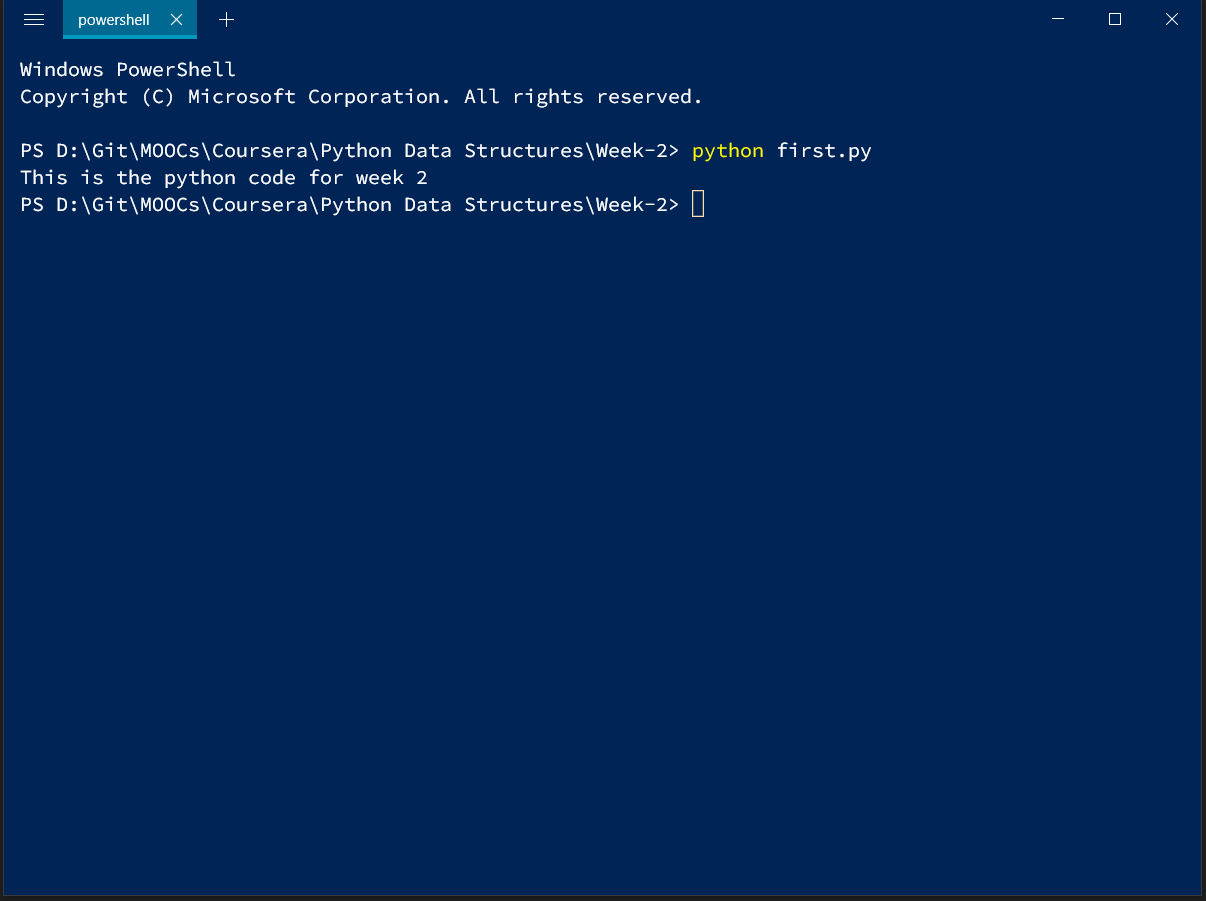 powershell
Windows PowerShell
Copyright (C) Microsoft Corporation. All rights reserved.
PS D:\Git\MOOCs\Coursera\Python Data Structures\Week-2> python first.py
This is the python code for week 2
PS D:\Git\MOOCs\Coursera\Python Data Structures\Week-2>